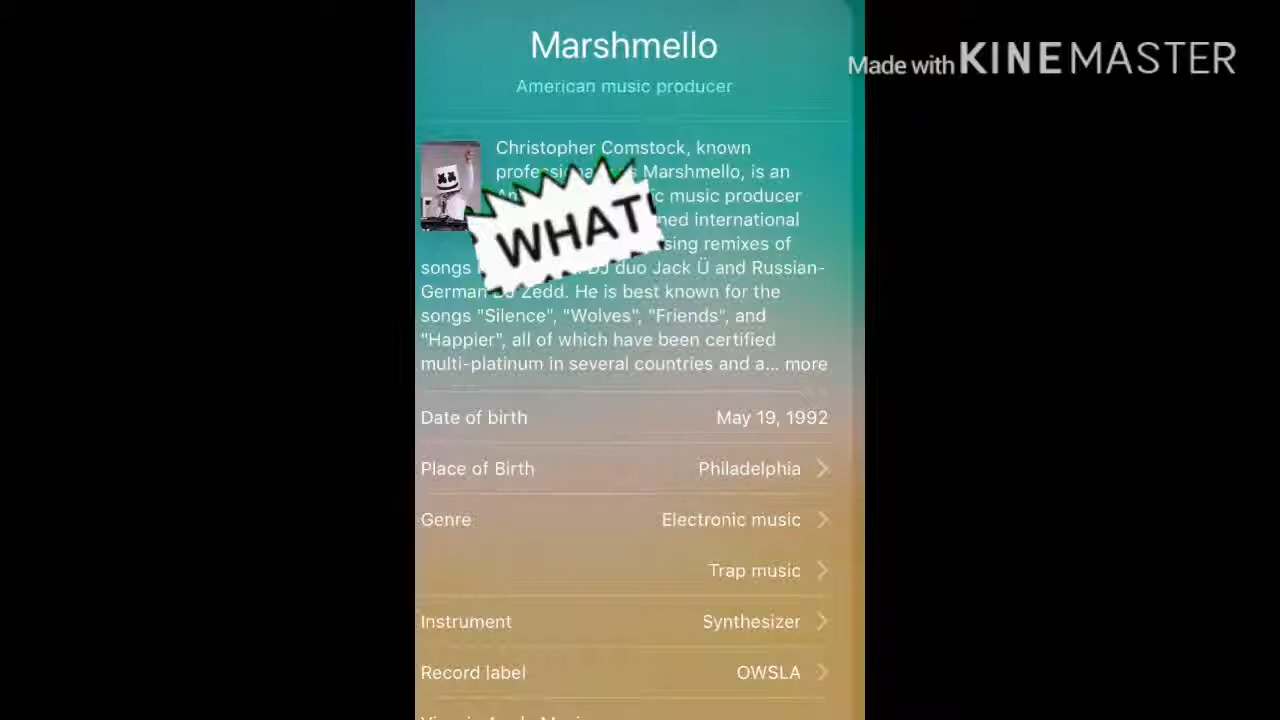 Marshmello
Made with KINEMASTER
American music producer
Christopher Comstock, known
Marshmello, is an
music producer
international
remixes of
songs DJ duo Jack Ü and Russian-
German DJ Zedd. He is best known for the
songs "Silence", "Wolves", "Friends", and
"Happier", all of which have been certified
multi-platinum in several countries and a... more
WHAT!
Date of birth May 19, 1992
Place of Birth Philadelphia
Genre Electronic music
Trap music
Instrument Synthesizer
Record label OWSLA